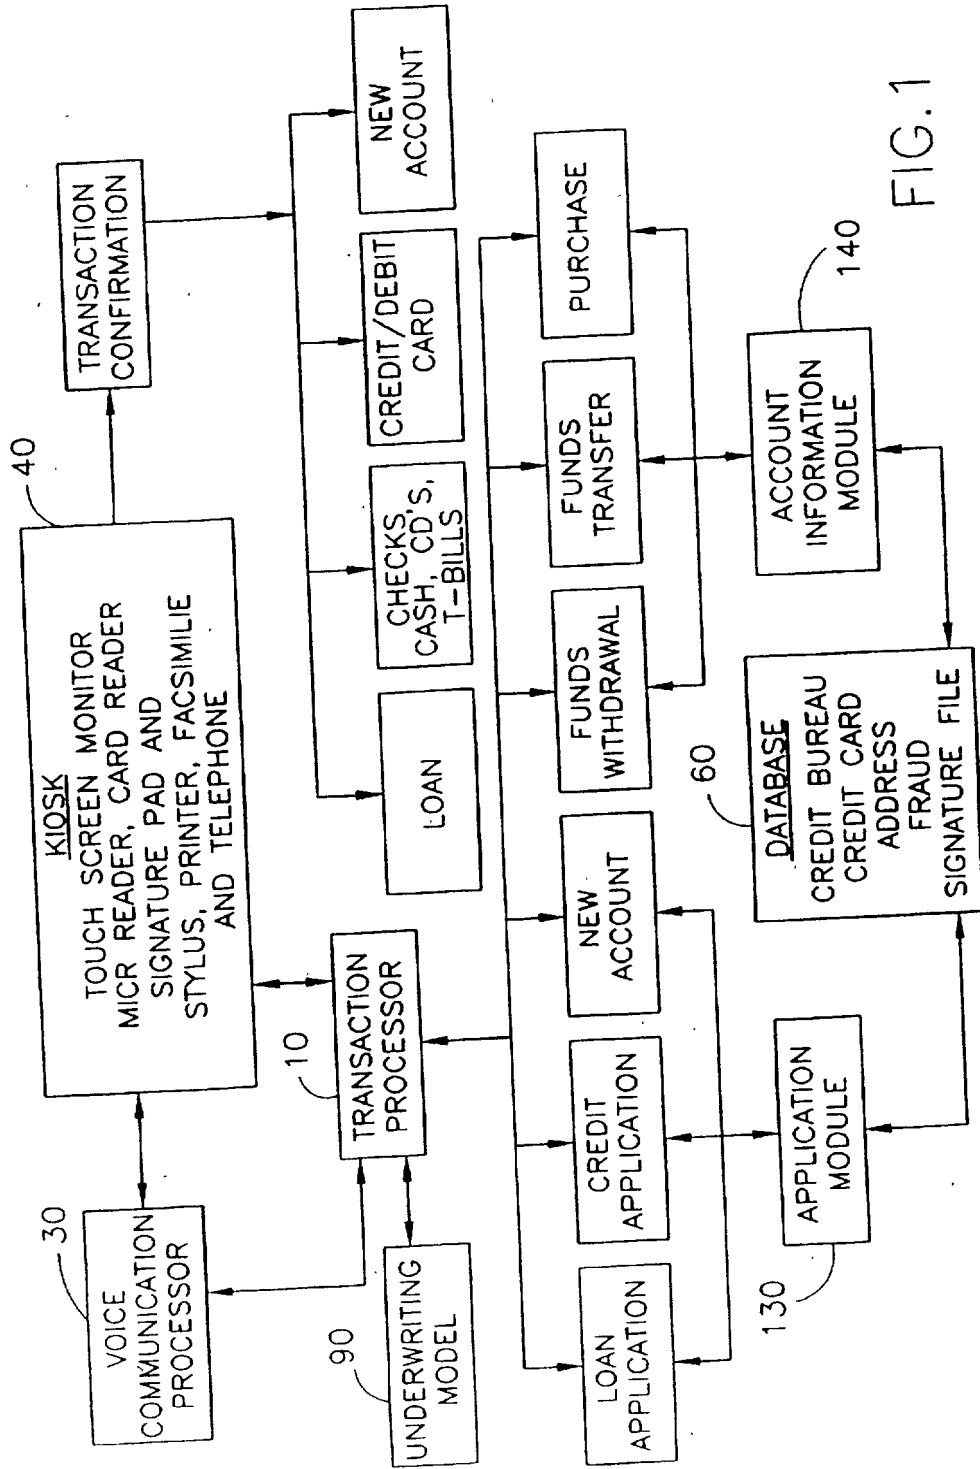 KIOSK
TOUCH SCREEN MONITOR
MICR READER, CARD READER
SIGNATURE PAD AND
STYLUS, PRINTER, FACSIMILIE
AND TELEPHONE
40
30
VOICE
COMMUNICATION
PROCESSOR
TRANSACTION
CONFIRMATION
10
TRANSACTION
PROCESSOR
90
UNDERWRITING
MODEL
LOAN
CHECKS,
CASH, CD'S,
T-BILLS
CREDIT/DEBIT
CARD
NEW
ACCOUNT
LOAN
APPLICATION
CREDIT
APPLICATION
NEW
ACCOUNT
FUNDS
WITHDRAWAL
FUNDS
TRANSFER
PURCHASE
130
APPLICATION
MODULE
60
DATABASE
CREDIT BUREAU
CREDIT CARD
ADDRESS
FRAUD
SIGNATURE FILE
ACCOUNT
INFORMATION
MODULE
140
FIG. 1